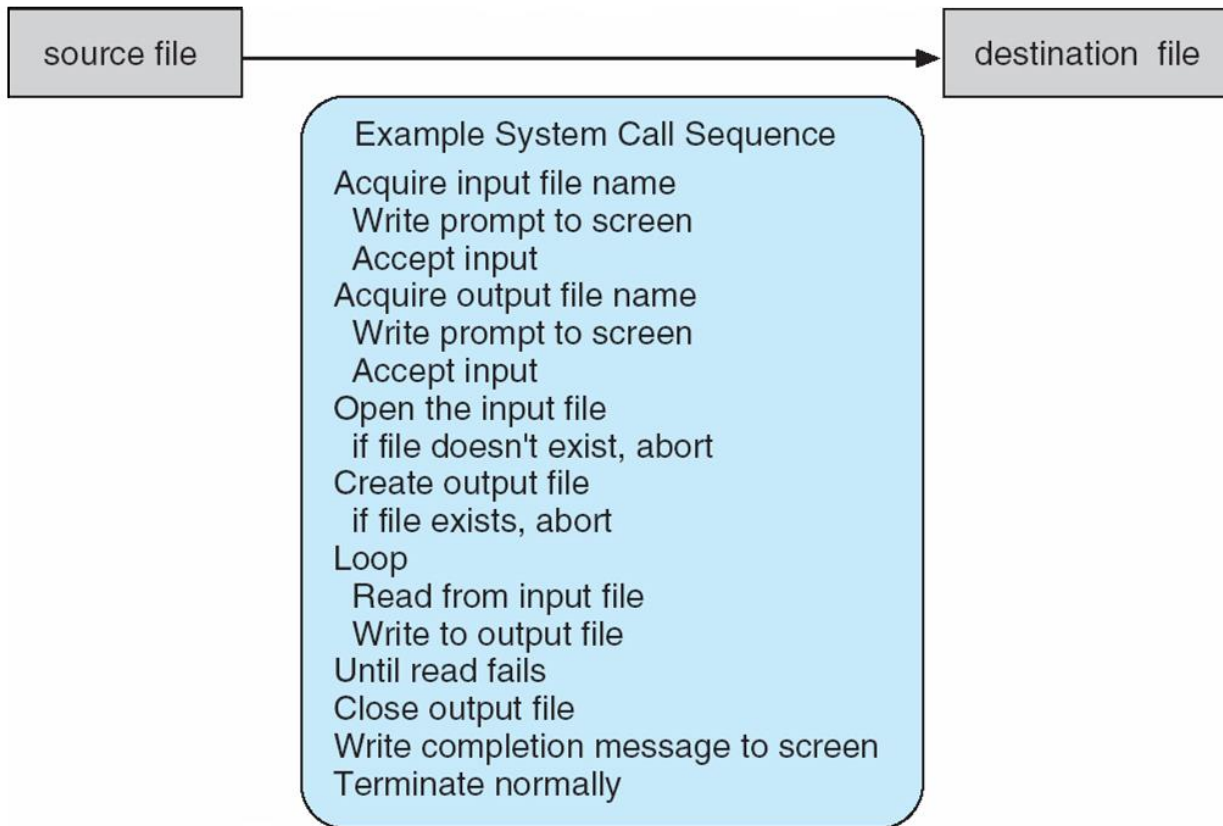 source file
destination file
Example System Call Sequence
Acquire input file name
Write prompt to screen
Accept input
Acquire output file name
Write prompt to screen
Accept input
Open the input file
if file doesn't exist, abort
Create output file
if file exists, abort
Loop
Read from input file
Write to output file
Until read fails
Close output file
Write completion message to screen
Terminate normally